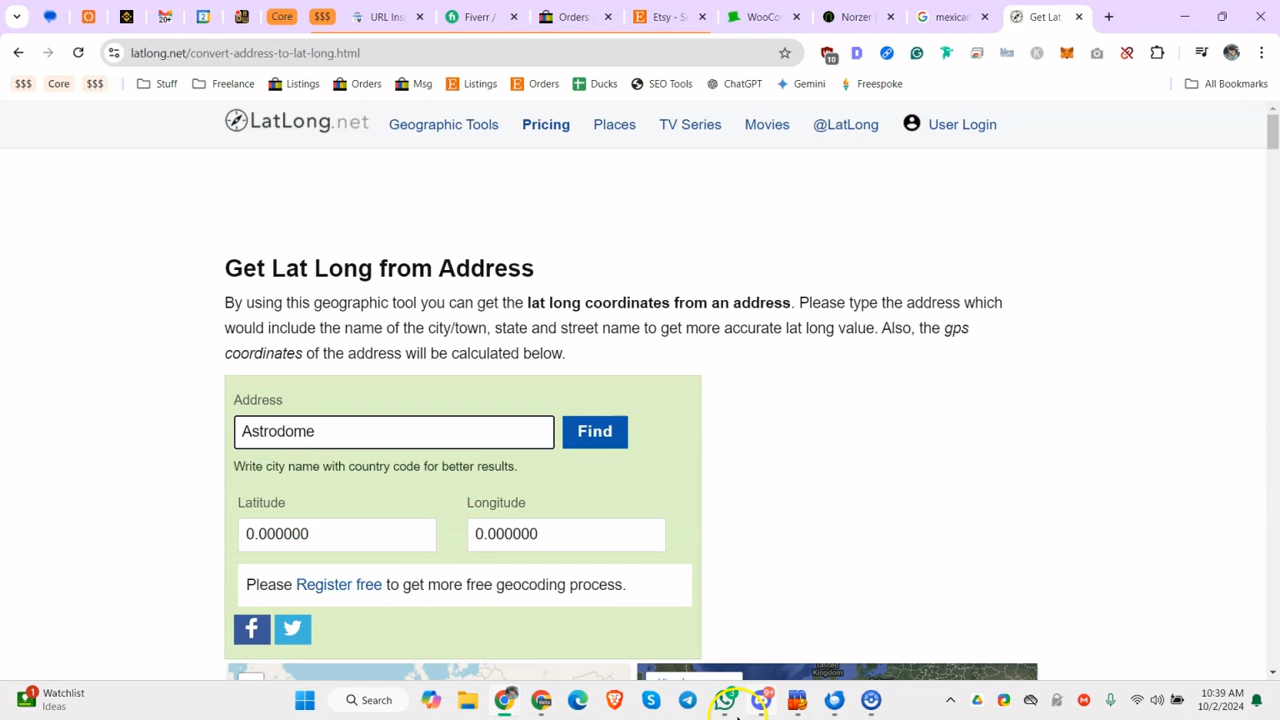 20+
2
Core
$$$
URL Ins
Fiverr /
Orders
Etsy - S
WooCo
Norzer
mexican
Get Lat
latlong.net/convert-address-to-lat-long.html
10
$$$ Core $$$ Stuff Freelance Listings Orders Msg Listings Orders Ducks SEO Tools ChatGPT Gemini Freespoke All Bookmarks
LatLong.net Geographic Tools Pricing Places TV Series Movies @LatLong User Login
Get Lat Long from Address
By using this geographic tool you can get the lat long coordinates from an address. Please type the address which
would include the name of the city/town, state and street name to get more accurate lat long value. Also, the gps
coordinates of the address will be calculated below.
Address
Astrodome Find
Write city name with country code for better results.
Latitude Longitude
0.000000 0.000000
Please Register free to get more free geocoding process.
United
Kingdom
1 Watchlist
Ideas
Search
10:39 AM
10/2/2024